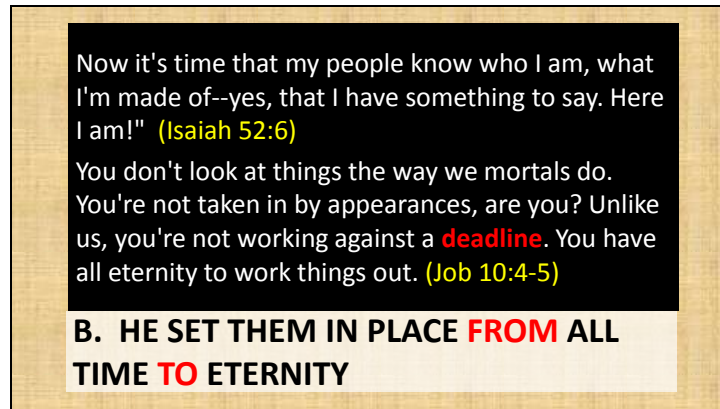 Now it's time that my people know who I am, what
I'm made of--yes, that I have something to say. Here
I am!" (Isaiah 52:6)
You don't look at things the way we mortals do.
You're not taken in by appearances, are you? Unlike
us, you're not working against a deadline. You have
all eternity to work things out. (Job 10:4-5)
B. HE SET THEM IN PLACE FROM ALL
TIME TO ETERNITY